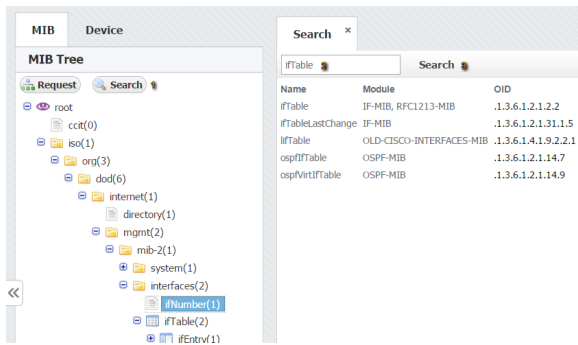 MIB Device
MIB Tree
Request Search
root
ccit(0)
iso(1)
org(3)
dod(6)
internet(1)
directory(1)
mgmt(2)
mib-2(1)
system(1)
interfaces(2)
ifNumber(1)
ifTable(2)
ifEntry(1)
Search ×
ifTable Search
Name Module OID
ifTable IF-MIB, RFC1213-MIB .1.3.6.1.2.1.2.2
ifTableLastChange IF-MIB .1.3.6.1.2.1.31.1.5
lifTable OLD-CISCO-INTERFACES-MIB .1.3.6.1.4.1.9.2.2.1
ospfIfTable OSPF-MIB .1.3.6.1.2.1.14.7
ospfVirtIfTable OSPF-MIB .1.3.6.1.2.1.14.9